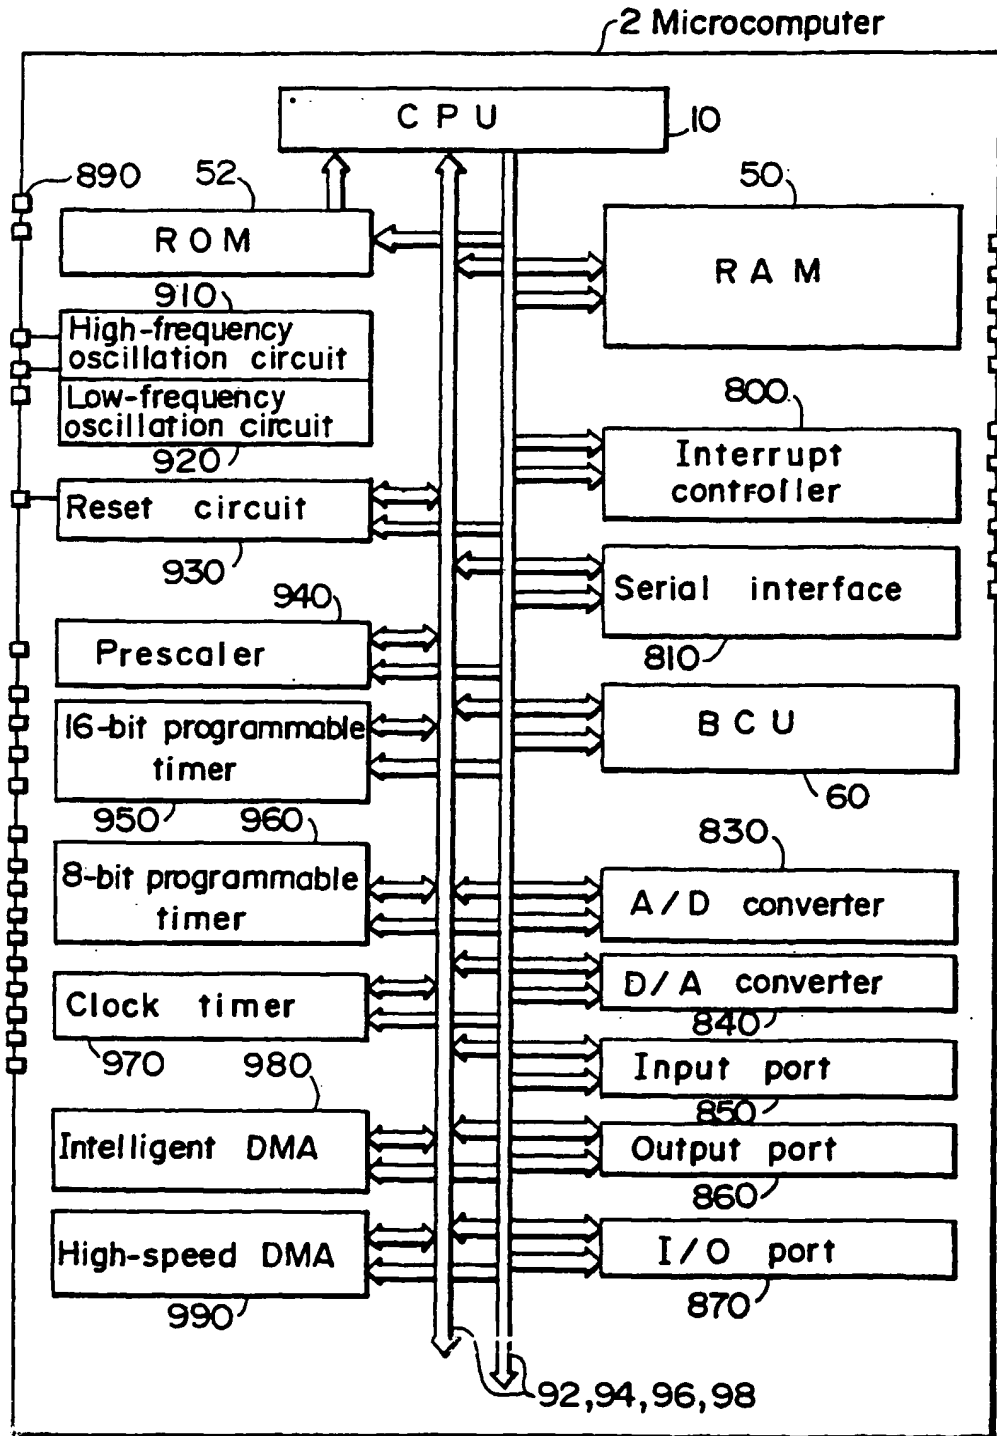 2 Microcomputer
CPU
10
890
52
ROM
50
RAM
910
High-frequency
oscillation circuit
Low-frequency
oscillation circuit
920
800
Interrupt
controller
Reset circuit
930
Serial interface
810
940
Prescaler
16-bit programmable
timer
950
BCU
60
960
8-bit programmable
timer
830
A/D converter
D/A converter
840
Clock timer
970
Input port
850
980
Intelligent DMA
Output port
860
High-speed DMA
990
I/O port
870
92, 94, 96, 98